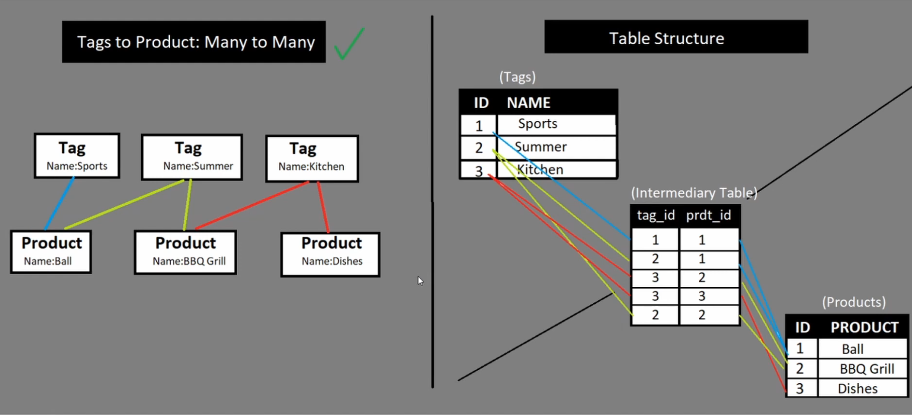 Tags to Product: Many to Many
Tag
Name:Sports
Tag
Name:Summer
Tag
Name:Kitchen
Product
Name:Ball
Product
Name:BBQ Grill
Product
Name:Dishes
Table Structure
(Tags)
ID NAME
1 Sports
2 Summer
3 Kitchen
(Intermediary Table)
tag_id prdt_id
1 1
2 1
3 2
3 3
2 2
(Products)
ID PRODUCT
1 Ball
2 BBQ Grill
3 Dishes